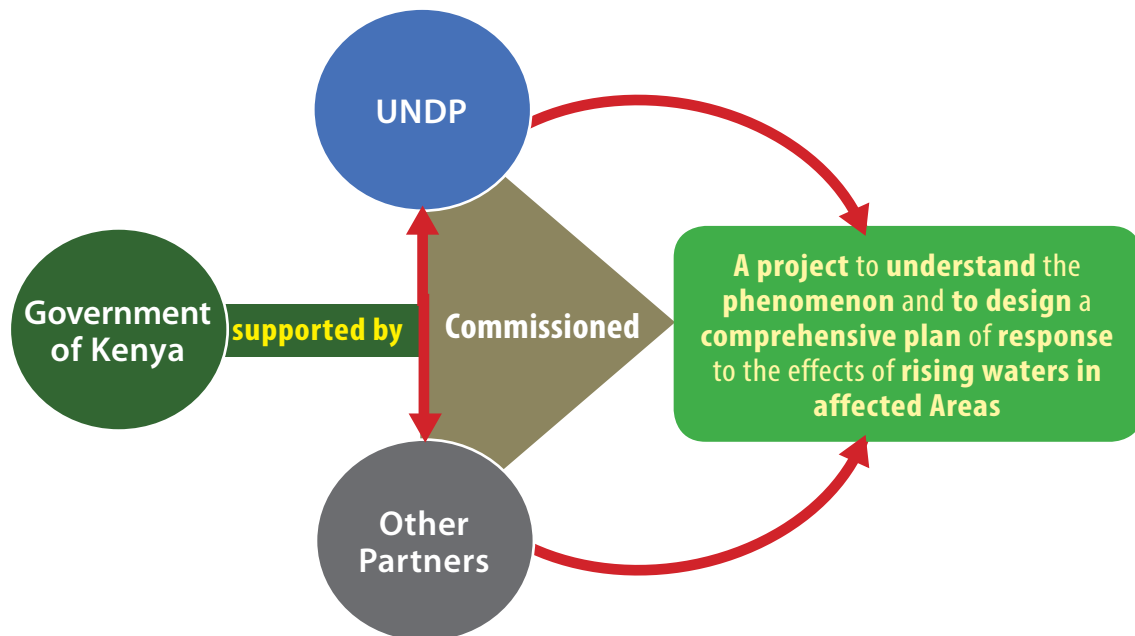 UNDP
Government
of Kenya
supported by
Commissioned
A project to understand the
phenomenon and to design a
comprehensive plan of response
to the effects of rising waters in
affected Areas
Other
Partners